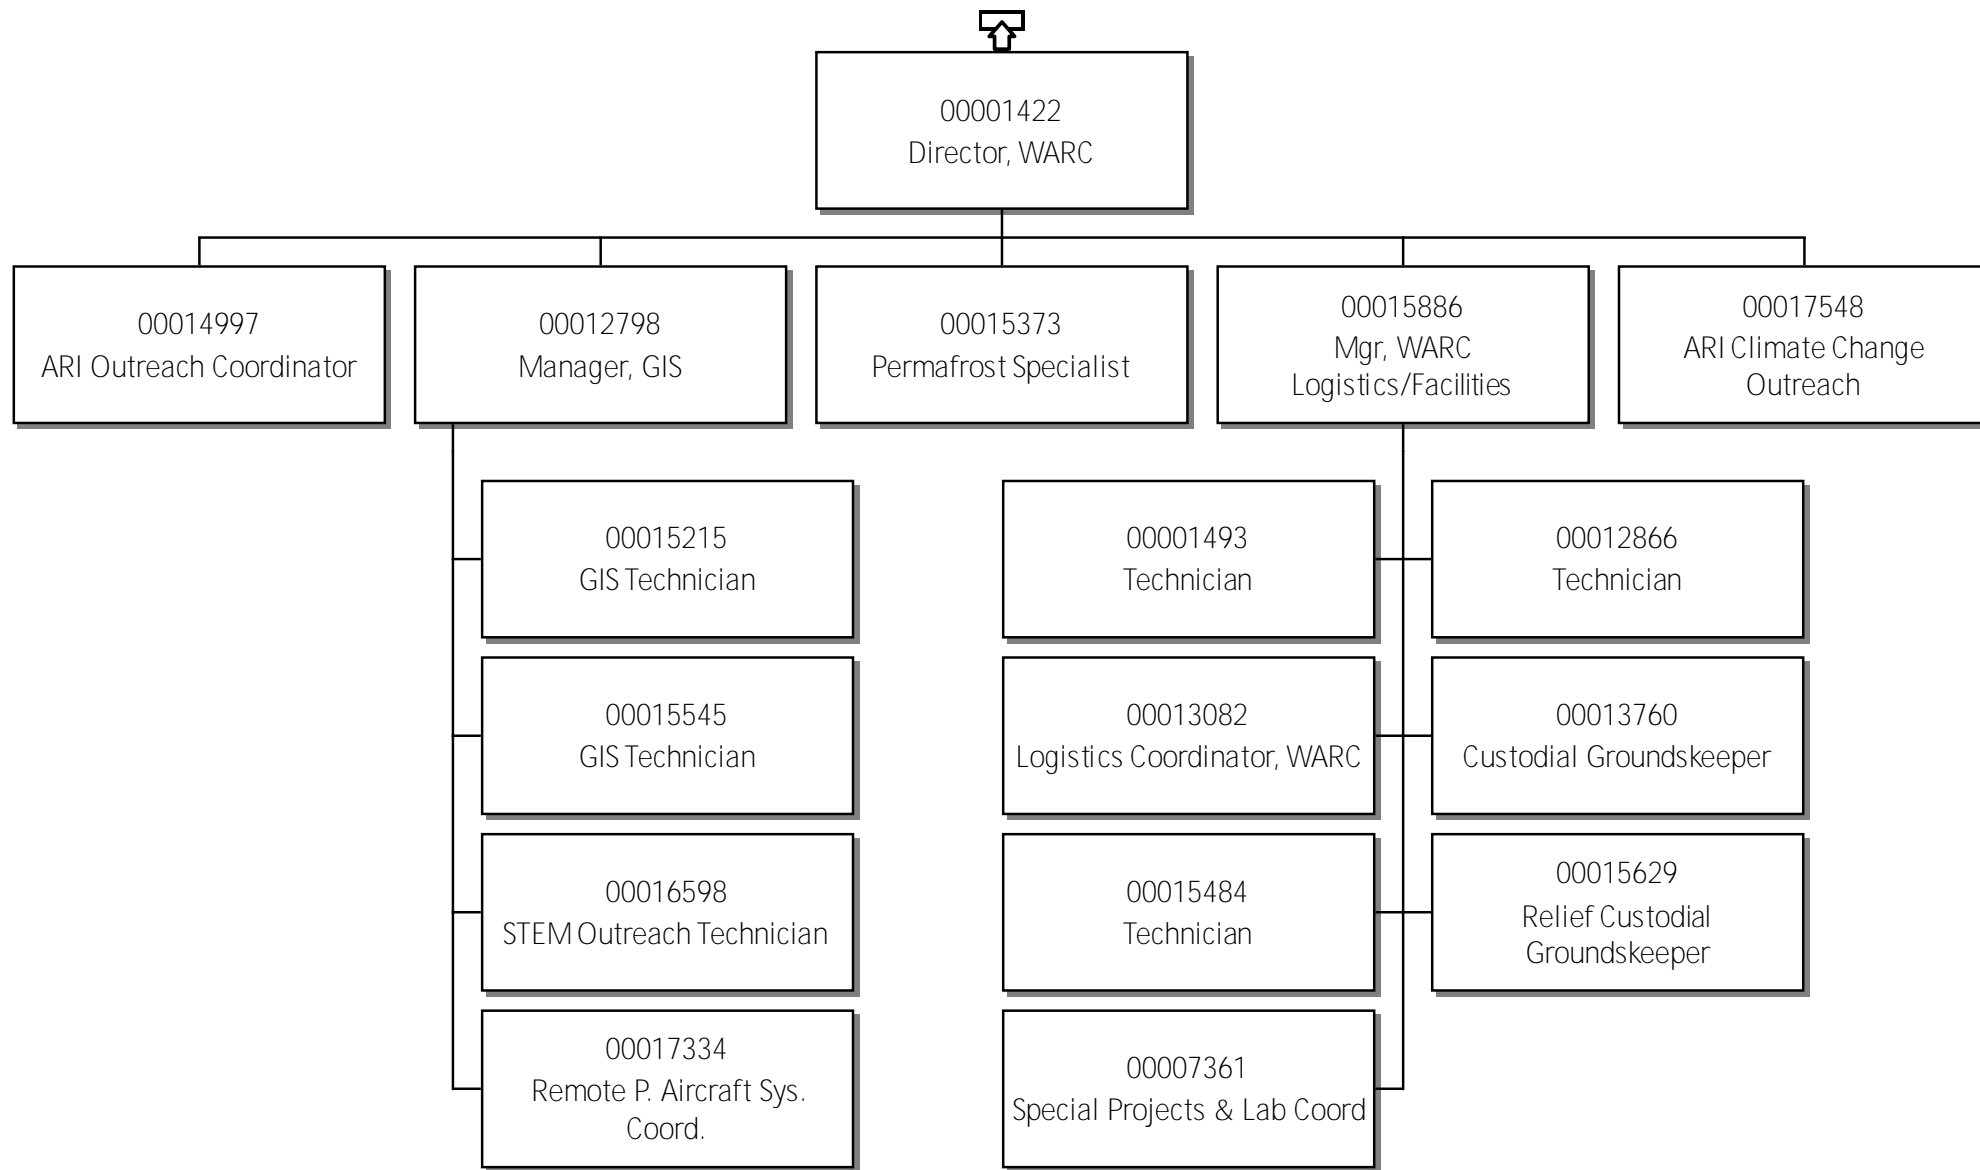 00001422
Director, WARC
00014997
ARI Outreach Coordinator
00012798
Manager, GIS
00015373
Permafrost Specialist
00015886
Mgr, WARC
Logistics/Facilities
00017548
ARI Climate Change
Outreach
00015215
GIS Technician
00001493
Technician
00012866
Technician
00015545
GIS Technician
00013082
Logistics Coordinator, WARC
00013760
Custodial Groundskeeper
00016598
STEM Outreach Technician
00015484
Technician
00015629
Relief Custodial
Groundskeeper
00017334
Remote P. Aircraft Sys.
Coord.
00007361
Special Projects & Lab Coord